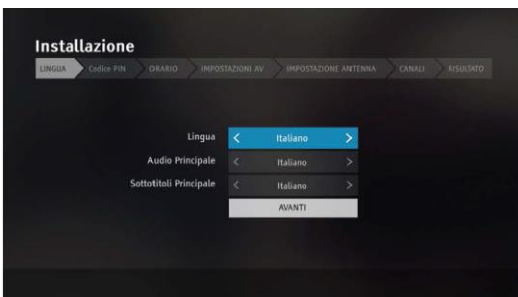 Installazione
LINGUA Codice PIN ORARIO IMPOSTAZIONI AV IMPOSTAZIONE ANTENNA CANALI RISULTATO
Lingua < Italiano >
Audio Principale < Italiano >
Sottotitoli Principale < Italiano >
AVANTI